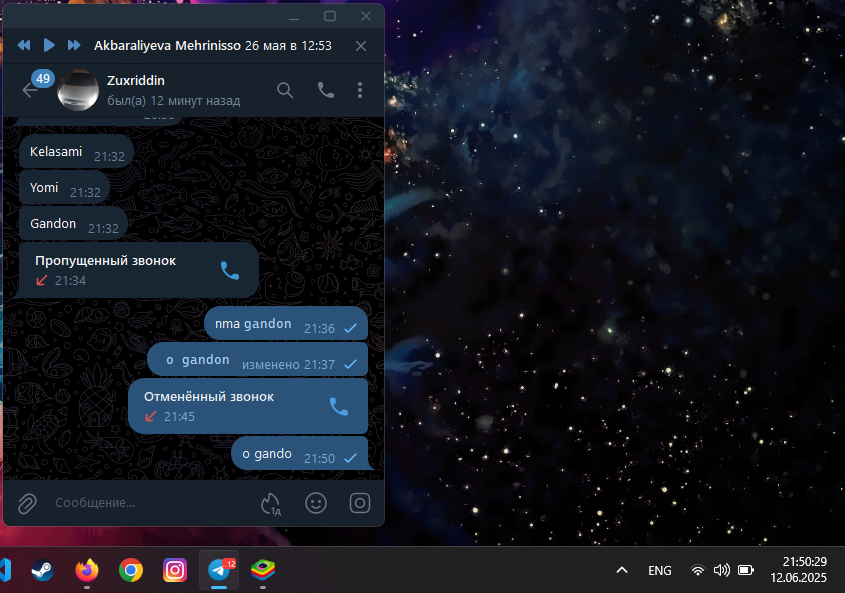 Akbaraliyeva Mehrinisso 26 мая в 12:53
49
Zuxriddin
был(а) 12 минут назад
Kelasami 21:32
Yomi 21:32
Gandon 21:32
Пропущенный звонок
21:34
nma gandon 21:36
o gandon изменено 21:37
Отменённый звонок
21:45
o gando 21:50
Сообщение...
1д
..12
ENG
21:50:29
12.06.2025